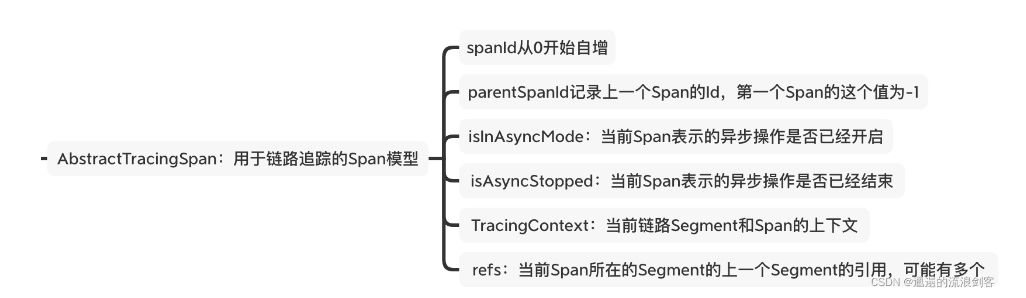 spanId从0开始自增
parentSpanId记录上一个Span的Id，第一个Span的这个值为-1
isInAsyncMode：当前Span表示的异步操作是否已经开启
AbstractTracingSpan：用于链路追踪的Span模型
isAsyncStopped：当前Span表示的异步操作是否已经结束
TracingContext：当前链路Segment和Span的上下文
refs：当前Span所在的Segment的上一个Segment的引用，可能有多个
CSDN @邋遢的流浪剑客